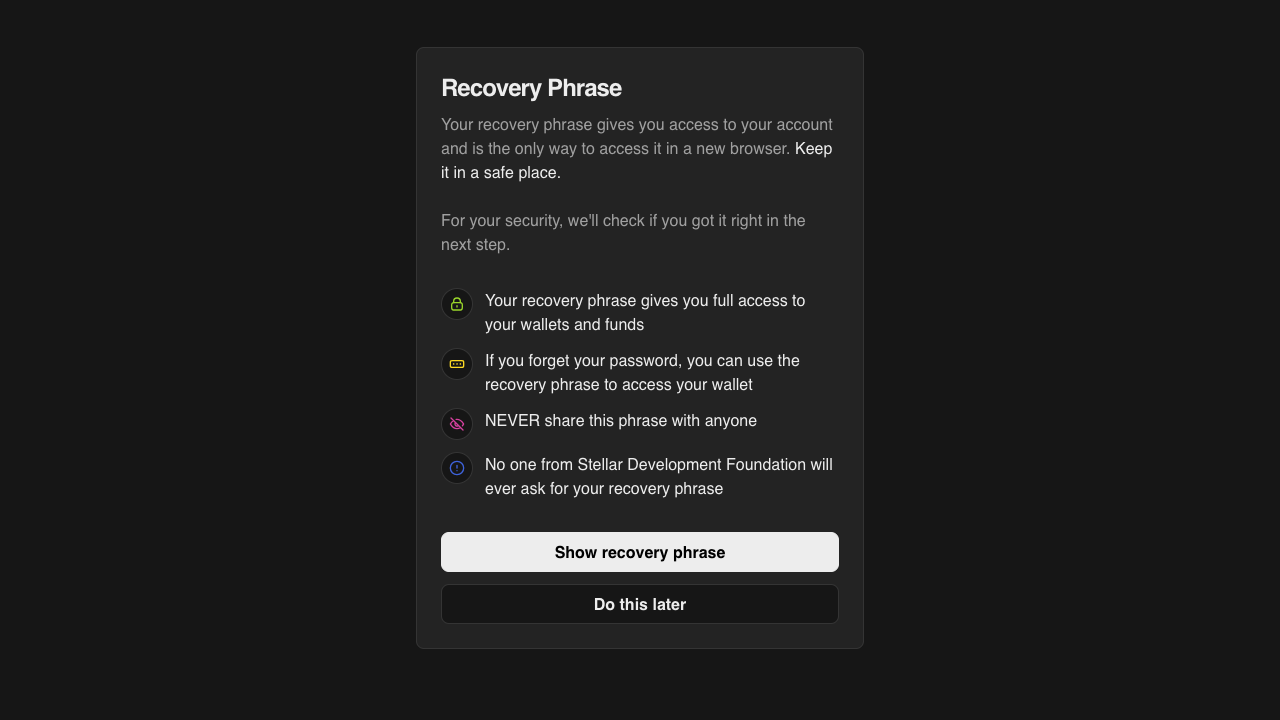 Recovery Phrase
Your recovery phrase gives you access to your account
and is the only way to access it in a new browser. Keep
it in a safe place.
For your security, we'll check if you got it right in the
next step.
Your recovery phrase gives you full access to
your wallets and funds
If you forget your password, you can use the
recovery phrase to access your wallet
NEVER share this phrase with anyone
No one from Stellar Development Foundation will
ever ask for your recovery phrase
Show recovery phrase
Do this later